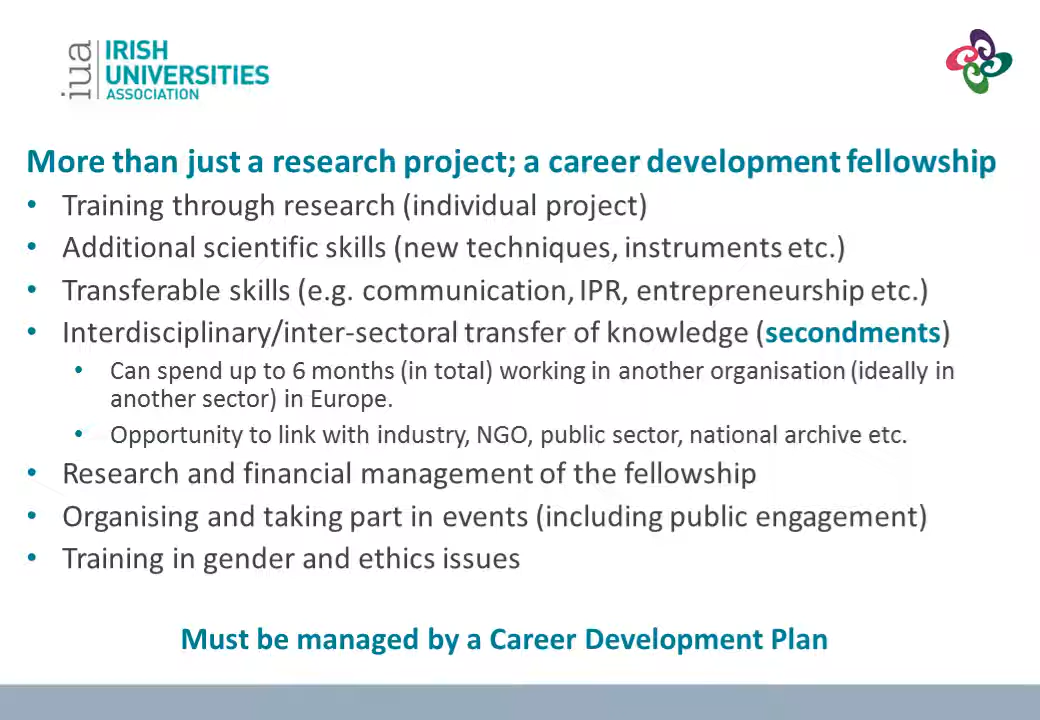 iua
IRISH
UNIVERSITIES
ASSOCIATION
More than just a research project; a career development fellowship
• Training through research (individual project)
• Additional scientific skills (new techniques, instruments etc.)
• Transferable skills (e.g. communication, IPR, entrepreneurship etc.)
• Interdisciplinary/inter-sectoral transfer of knowledge (secondments)
• Can spend up to 6 months (in total) working in another organisation (ideally in
another sector) in Europe.
• Opportunity to link with industry, NGO, public sector, national archive etc.
• Research and financial management of the fellowship
• Organising and taking part in events (including public engagement)
• Training in gender and ethics issues
Must be managed by a Career Development Plan